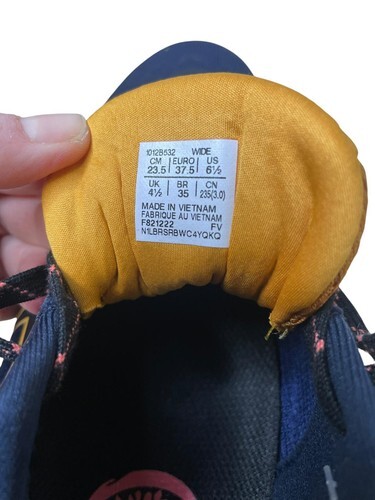 1012B532 WIDE
CM EURO US
23.5 37.5 6½
UK BR CN
4½ 35 235(3.0)
MADE IN VIETNAM
FABRIQUE AU VIETNAM
F821222 FV
N1LBRSRBWC4YQKQ